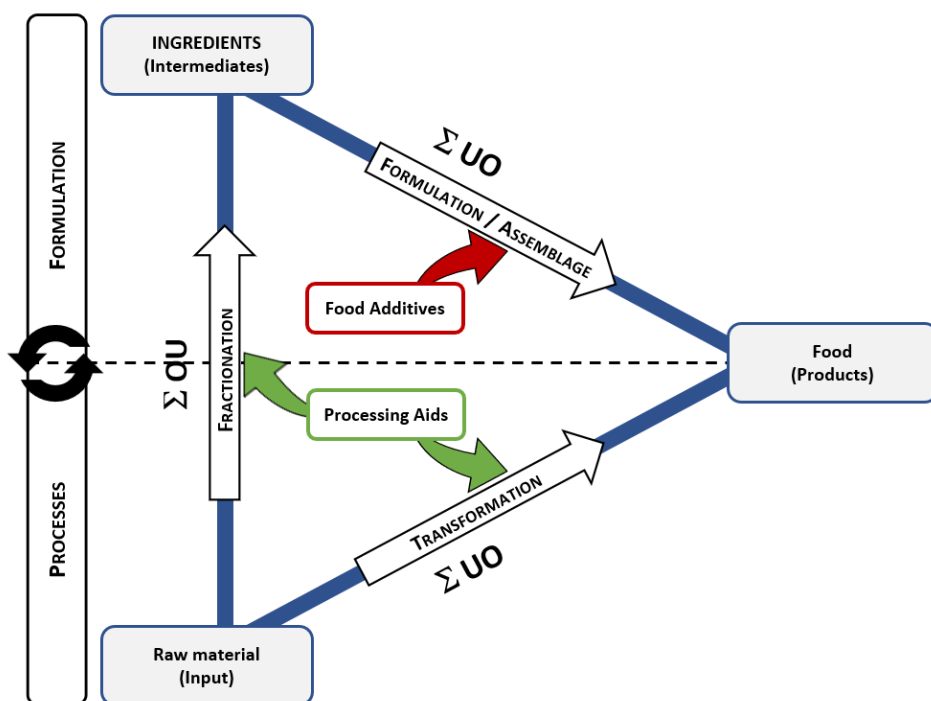 INGREDIENTS
(Intermediates)
FORMULATION
Σ UO
FORMULATION / ASSEMBLAGE
Food Additives
Food
(Products)
Σ OU
FRACTIONATION
Processing Aids
TRANSFORMATION
Σ UO
PROCESSES
Raw material
(Input)